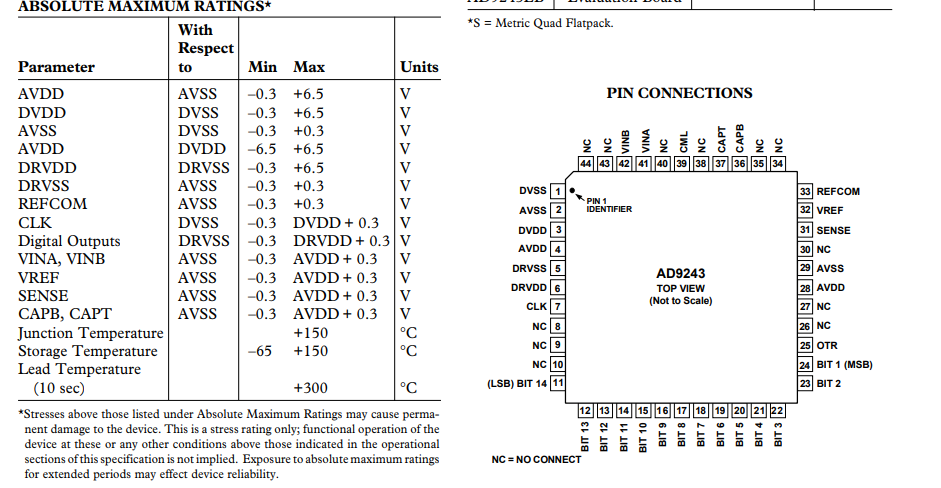 ABSOLUTE MAXIMUM RATINGS*
With
Respect
Parameter to Min Max Units
AVDD AVSS –0.3 +6.5 V
DVDD DVSS –0.3 +6.5 V
AVSS DVSS –0.3 +0.3 V
AVDD DVDD –6.5 +6.5 V
DRVDD DRVSS –0.3 +6.5 V
DRVSS AVSS –0.3 +0.3 V
REFCOM AVSS –0.3 +0.3 V
CLK DVSS –0.3 DVDD + 0.3 V
Digital Outputs DRVSS –0.3 DRVDD + 0.3 V
VINA, VINB AVSS –0.3 AVDD + 0.3 V
VREF AVSS –0.3 AVDD + 0.3 V
SENSE AVSS –0.3 AVDD + 0.3 V
CAPB, CAPT AVSS –0.3 AVDD + 0.3 V
Junction Temperature +150 °C
Storage Temperature –65 +150 °C
Lead Temperature
(10 sec) +300 °C
*Stresses above those listed under Absolute Maximum Ratings may cause perma-
nent damage to the device. This is a stress rating only; functional operation of the
device at these or any other conditions above those indicated in the operational
sections of this specification is not implied. Exposure to absolute maximum ratings
for extended periods may effect device reliability.
*S = Metric Quad Flatpack.
PIN CONNECTIONS
NC NC VINB VINA NC CML NC CAPT CAPB NC NC
44 43 42 41 40 39 38 37 36 35 34
DVSS 1
AVSS 2
DVDD 3
AVDD 4
DRVSS 5
DRVDD 6
CLK 7
NC 8
NC 9
NC 10
(LSB) BIT 14 11
PIN 1
IDENTIFIER
AD9243
TOP VIEW
(Not to Scale)
33 REFCOM
32 VREF
31 SENSE
30 NC
29 AVSS
28 AVDD
27 NC
26 NC
25 OTR
24 BIT 1 (MSB)
23 BIT 2
12 13 14 15 16 17 18 19 20 21 22
BIT 13 BIT 12 BIT 11 BIT 10 BIT 9 BIT 8 BIT 7 BIT 6 BIT 5 BIT 4 BIT 3
NC = NO CONNECT